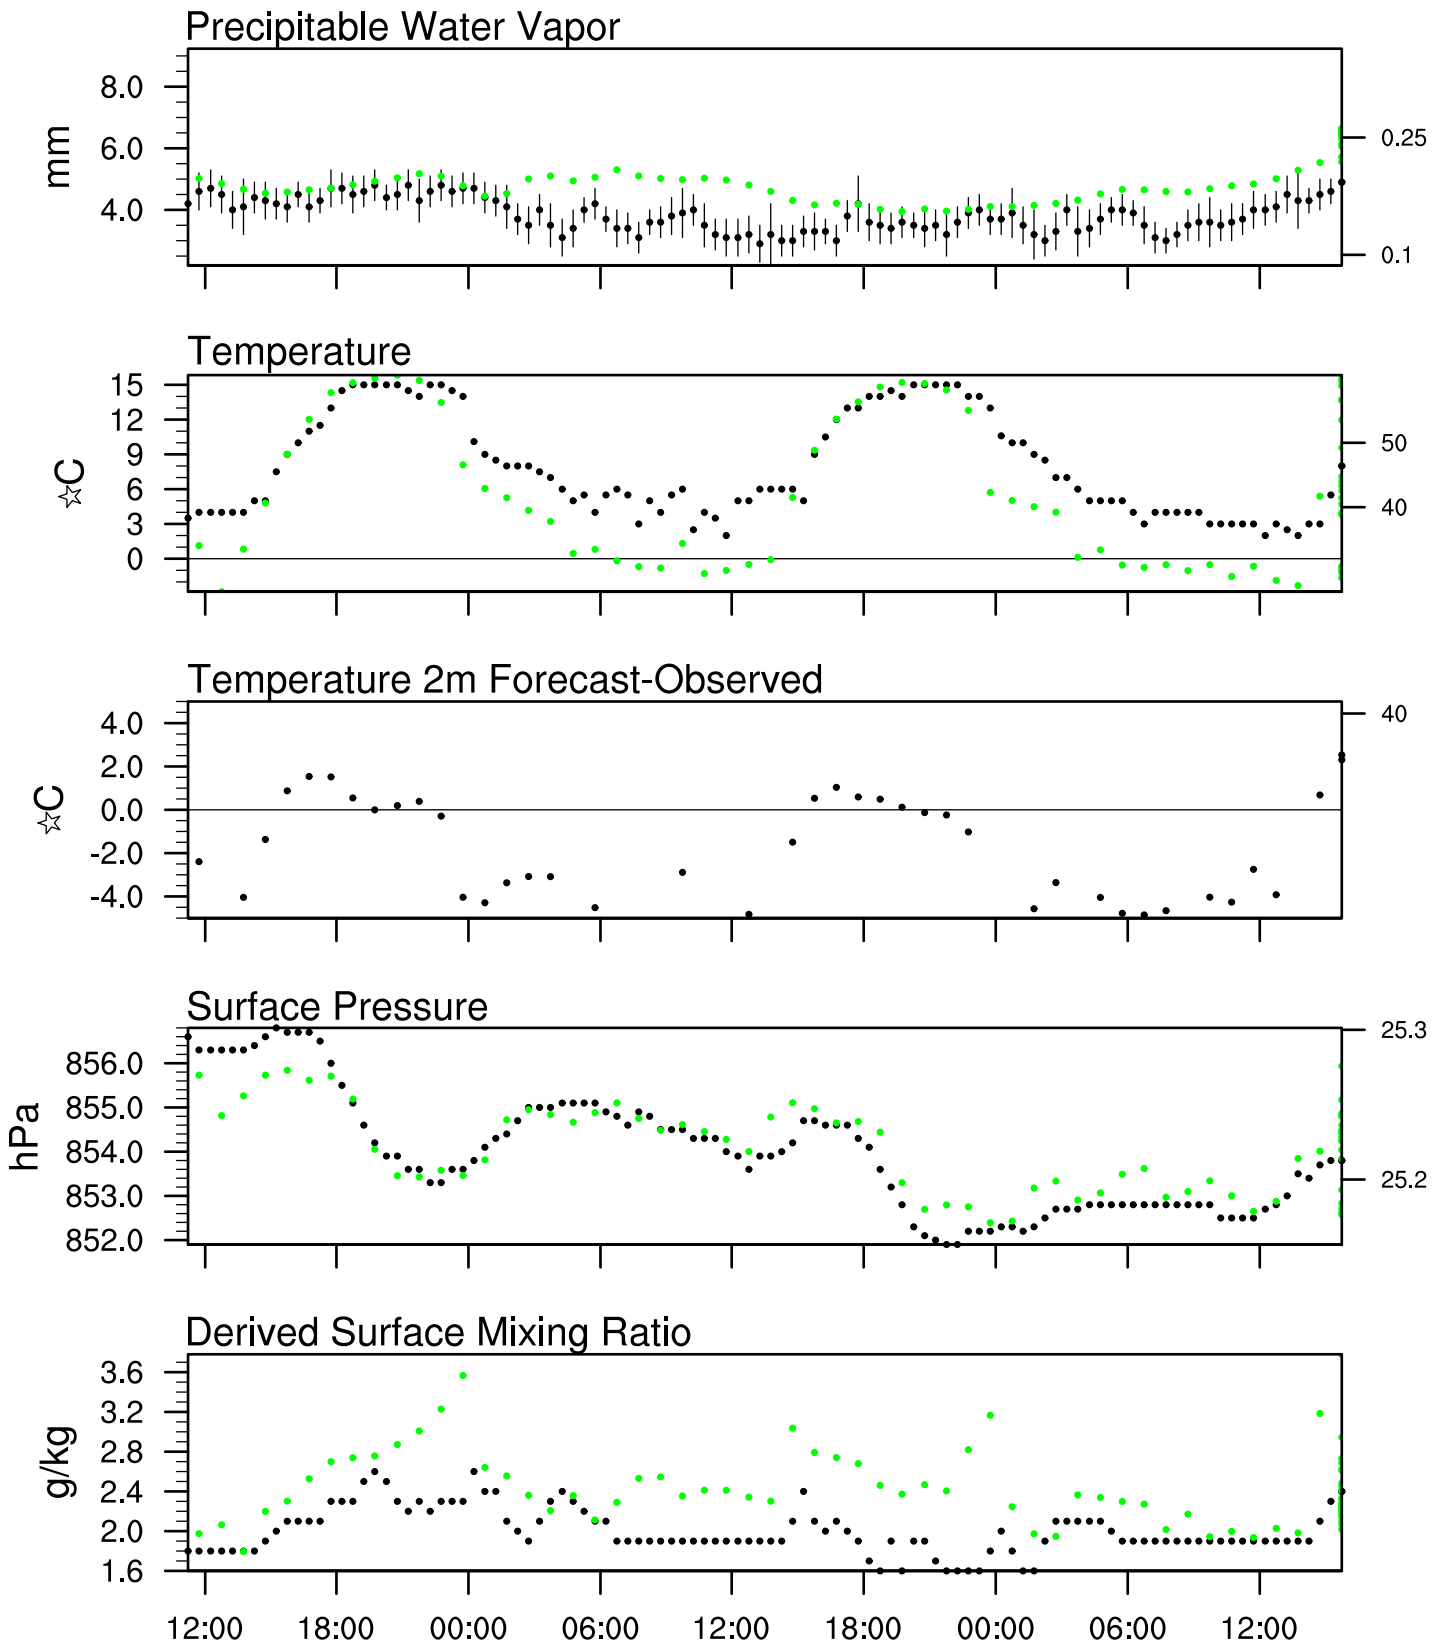 Precipitable Water Vapor
8.0
6.0
4.0
mm
0.25
0.1
Temperature
15
12
9
6
3
0
☆C
50
40
Temperature 2m Forecast-Observed
4.0
2.0
0.0
-2.0
-4.0
☆C
40
Surface Pressure
856.0
855.0
854.0
853.0
852.0
hPa
25.3
25.2
Derived Surface Mixing Ratio
3.6
3.2
2.8
2.4
2.0
1.6
g/kg
12:00 18:00 00:00 06:00 12:00 18:00 00:00 06:00 12:00